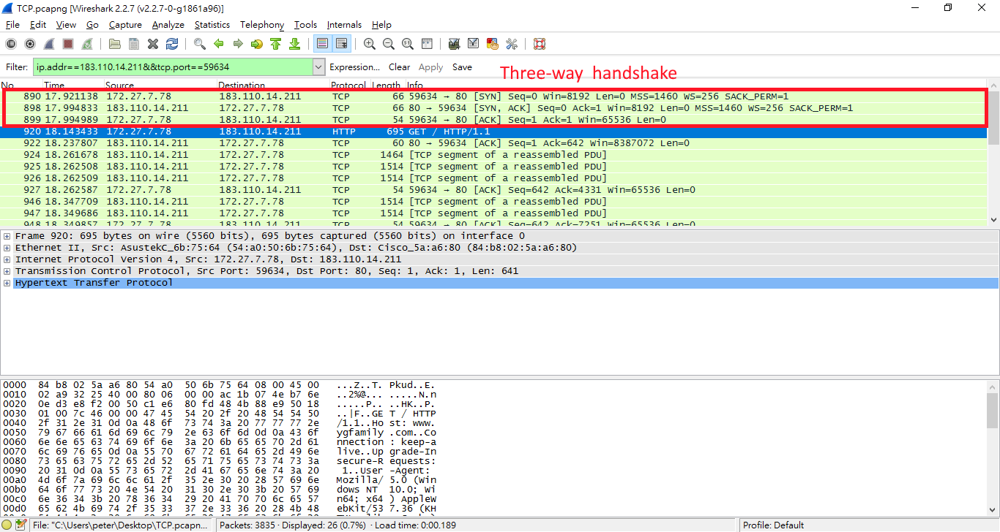 TCP.pcapng [Wireshark 2.2.7 (v2.2.7-0-g1861a96)]
File Edit View Go Capture Analyze Statistics Telephony Tools Internals Help
Filter: ip.addr==183.110.14.211&&tcp.port==59634 Expression... Clear Apply Save
Three-way handshake
No. Time Source Destination Protocol Length Info
890 17.921138 172.27.7.78 183.110.14.211 TCP 66 59634 → 80 [SYN] Seq=0 Win=8192 Len=0 MSS=1460 WS=256 SACK_PERM=1
898 17.994833 183.110.14.211 172.27.7.78 TCP 66 80 → 59634 [SYN, ACK] Seq=0 Ack=1 Win=8192 Len=0 MSS=1460 WS=256 SACK_PERM=1
899 17.994989 172.27.7.78 183.110.14.211 TCP 54 59634 → 80 [ACK] Seq=1 Ack=1 Win=65536 Len=0
920 18.143433 172.27.7.78 183.110.14.211 HTTP 695 GET / HTTP/1.1
922 18.237807 183.110.14.211 172.27.7.78 TCP 60 80 → 59634 [ACK] Seq=1 Ack=642 Win=8387072 Len=0
924 18.261678 183.110.14.211 172.27.7.78 TCP 1464 [TCP segment of a reassembled PDU]
925 18.262508 183.110.14.211 172.27.7.78 TCP 1514 [TCP segment of a reassembled PDU]
926 18.262509 183.110.14.211 172.27.7.78 TCP 1514 [TCP segment of a reassembled PDU]
927 18.262587 172.27.7.78 183.110.14.211 TCP 54 59634 → 80 [ACK] Seq=642 Ack=4331 Win=65536 Len=0
946 18.347709 183.110.14.211 172.27.7.78 TCP 1514 [TCP segment of a reassembled PDU]
947 18.349686 183.110.14.211 172.27.7.78 TCP 1514 [TCP segment of a reassembled PDU]
948 18.349857 172.27.7.78 183.110.14.211 TCP 54 59634 → 80 [ACK] Seq=642 Ack=7251 Win=65536 Len=0
Frame 920: 695 bytes on wire (5560 bits), 695 bytes captured (5560 bits) on interface 0
Ethernet II, Src: AsustekC_6b:75:64 (54:a0:50:6b:75:64), Dst: Cisco_5a:a6:80 (84:b8:02:5a:a6:80)
Internet Protocol Version 4, Src: 172.27.7.78, Dst: 183.110.14.211
Transmission Control Protocol, Src Port: 59634, Dst Port: 80, Seq: 1, Ack: 1, Len: 641
Hypertext Transfer Protocol
0000 84 b8 02 5a a6 80 54 a0 50 6b 75 64 08 00 45 00 ...Z..T. Pkud..E.
0010 02 a9 32 25 40 00 80 06 00 00 ac 1b 07 4e b7 6e ..2%@... .....N.n
0020 0e d3 e8 f2 00 50 c1 e6 80 fd 48 4b 88 e9 50 18 .....P.. ..HK..P.
0030 01 00 7c 46 00 00 47 45 54 20 2f 20 48 54 54 50 ..|F..GE T / HTTP
0040 2f 31 2e 31 0d 0a 48 6f 73 74 3a 20 77 77 77 2e /1.1..Ho st: www.
0050 79 67 66 61 6d 69 6c 79 2e 63 6f 6d 0d 0a 43 6f ygfamily .com..Co
0060 6e 6e 65 63 74 69 6f 6e 3a 20 6b 65 65 70 2d 61 nnection : keep-a
0070 6c 69 76 65 0d 0a 55 70 67 72 61 64 65 2d 49 6e live..Up grade-In
0080 73 65 63 75 72 65 2d 52 65 71 75 65 73 74 73 3a secure-R equests:
0090 20 31 0d 0a 55 73 65 72 2d 41 67 65 6e 74 3a 20 1..User -Agent:
00a0 4d 6f 7a 69 6c 6c 61 2f 35 2e 30 20 28 57 69 6e Mozilla/ 5.0 (Win
00b0 64 6f 77 73 20 4e 54 20 31 30 2e 30 3b 20 57 69 dows NT 10.0; Wi
00c0 6e 36 34 3b 20 78 36 34 29 20 41 70 70 6c 65 57 n64; x64 ) AppleW
00d0 65 62 4b 69 74 2f 35 33 37 2e 33 36 20 28 4b 48 ebKit/53 7.36 (KH
File: "C:\Users\peter\Desktop\TCP.pcapn... Packets: 3835 · Displayed: 26 (0.7%) · Load time: 0:00.189 Profile: Default